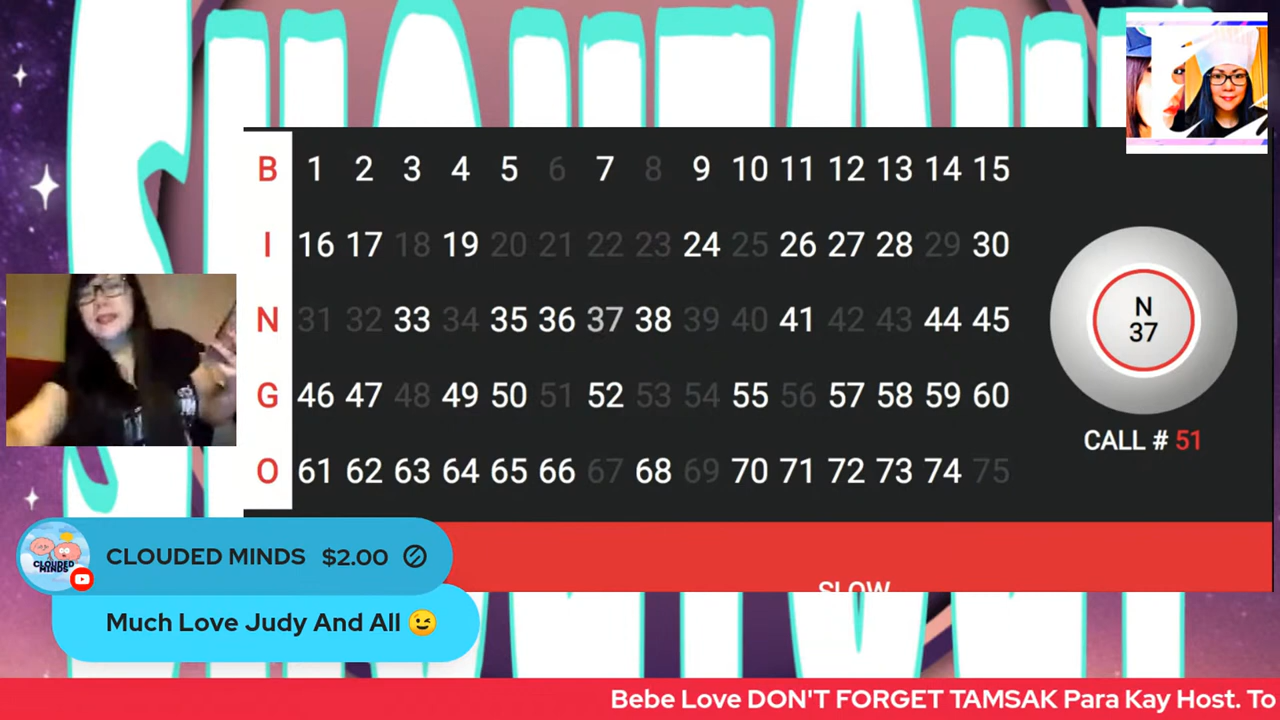 B 1 2 3 4 5 6 7 8 9 10 11 12 13 14 15
I 16 17 18 19 20 21 22 23 24 25 26 27 28 29 30
N 31 32 33 34 35 36 37 38 39 40 41 42 43 44 45
G 46 47 48 49 50 51 52 53 54 55 56 57 58 59 60
O 61 62 63 64 65 66 67 68 69 70 71 72 73 74 75
N
37
CALL # 51
SLOW
CLOUDED MINDS $2.00
CLOUDED
MINDS
Much Love Judy And All 😉
Bebe Love DON'T FORGET TAMSAK Para Kay Host. To